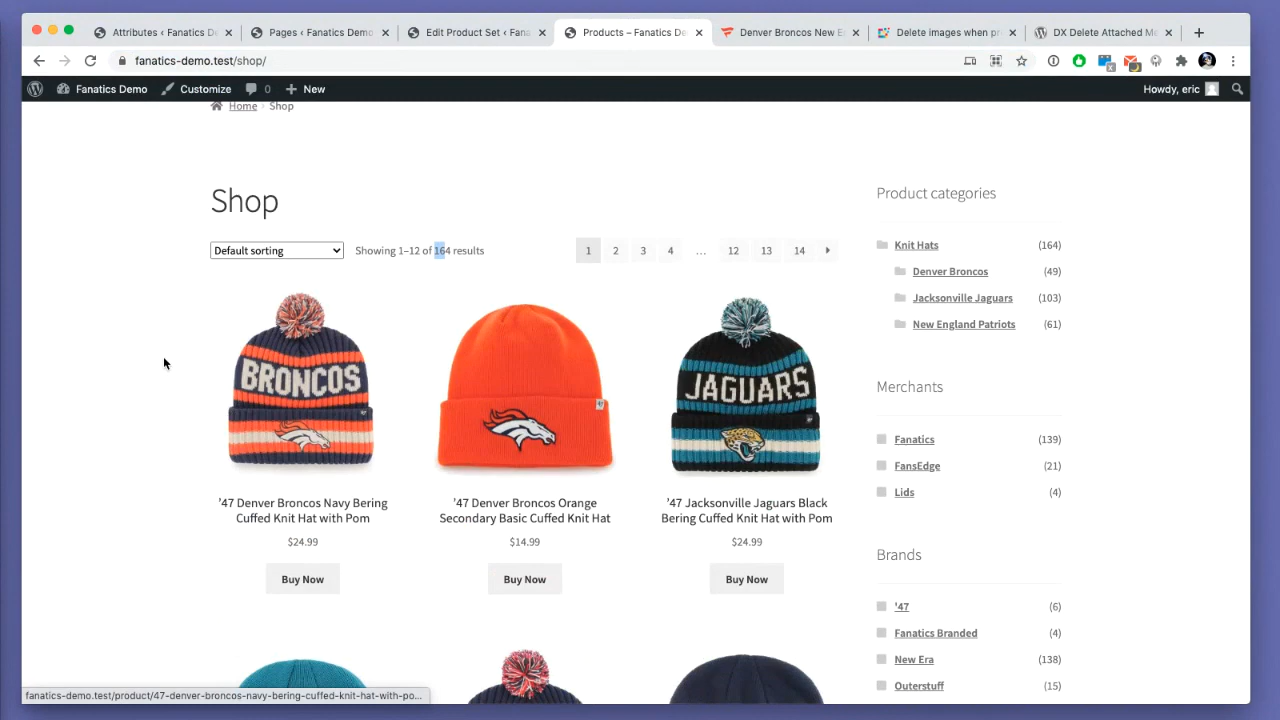 Attributes ‹ Fanatics De
Pages ‹ Fanatics Demo
Edit Product Set ‹ Fana
Products – Fanatics De
Denver Broncos New E
Delete images when pr
DX Delete Attached Me
fanatics-demo.test/shop/
Fanatics Demo
Customize
0
New
Howdy, eric
Home › Shop
Shop
Default sorting
Showing 1–12 of 164 results
1 2 3 4 … 12 13 14
BRONCOS
JAGUARS
'47 Denver Broncos Navy Bering
Cuffed Knit Hat with Pom
$24.99
Buy Now
'47 Denver Broncos Orange
Secondary Basic Cuffed Knit Hat
$14.99
Buy Now
'47 Jacksonville Jaguars Black
Bering Cuffed Knit Hat with Pom
$24.99
Buy Now
Product categories
Knit Hats (164)
Denver Broncos (49)
Jacksonville Jaguars (103)
New England Patriots (61)
Merchants
Fanatics (139)
FansEdge (21)
Lids (4)
Brands
'47 (6)
Fanatics Branded (4)
New Era (138)
Outerstuff (15)
fanatics-demo.test/product/47-denver-broncos-navy-bering-cuffed-knit-hat-with-po...